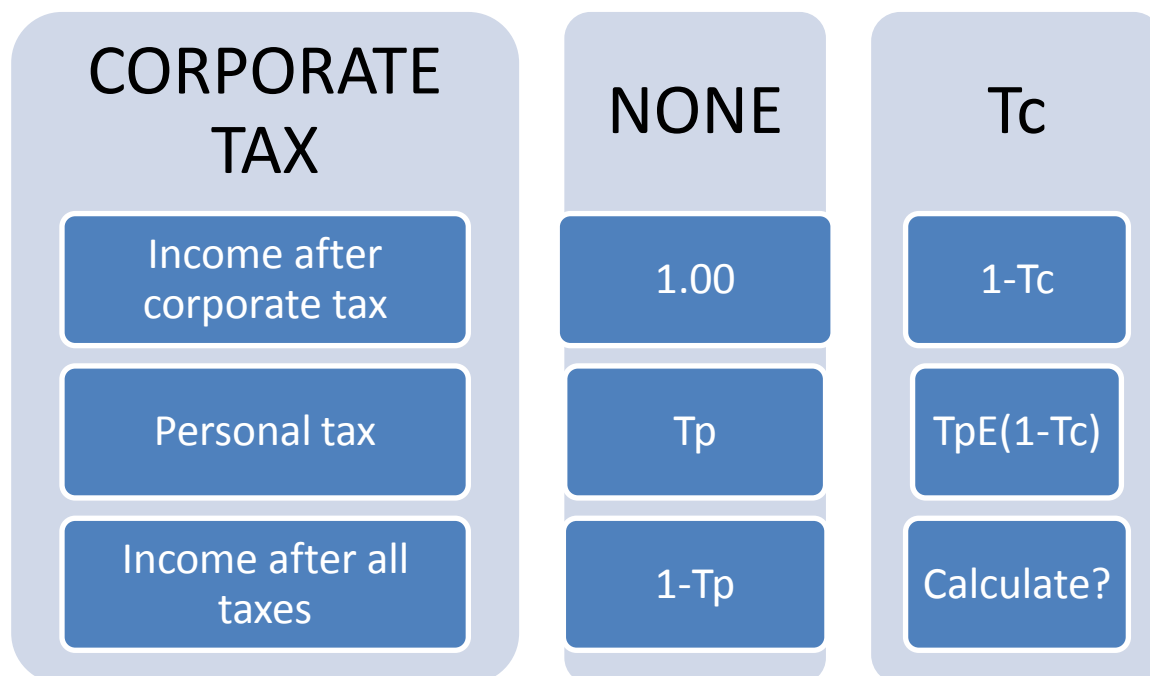 CORPORATE
TAX
NONE
Tc
Income after
corporate tax
1.00
1-Tc
Personal tax
Tp
TpE(1-Tc)
Income after all
taxes
1-Tp
Calculate?